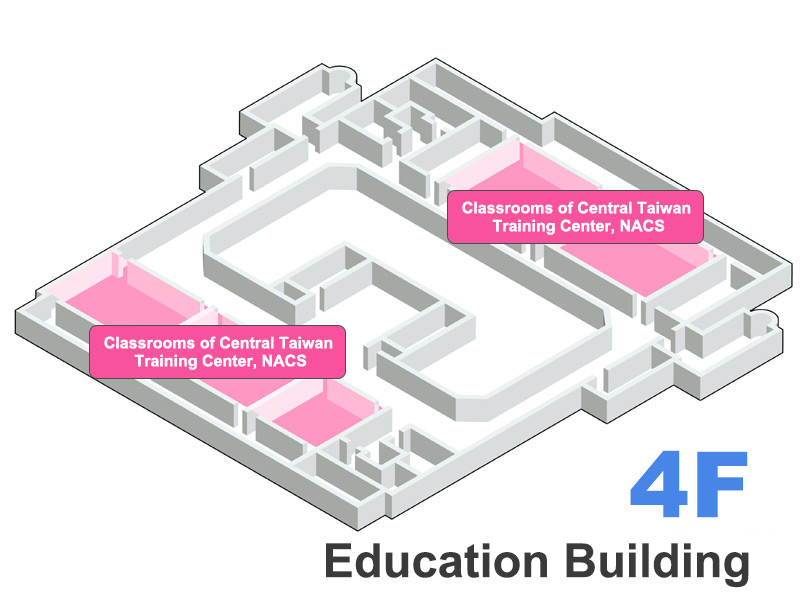 Classrooms of Central Taiwan
Training Center, NACS
Classrooms of Central Taiwan
Training Center, NACS
4F
Education Building